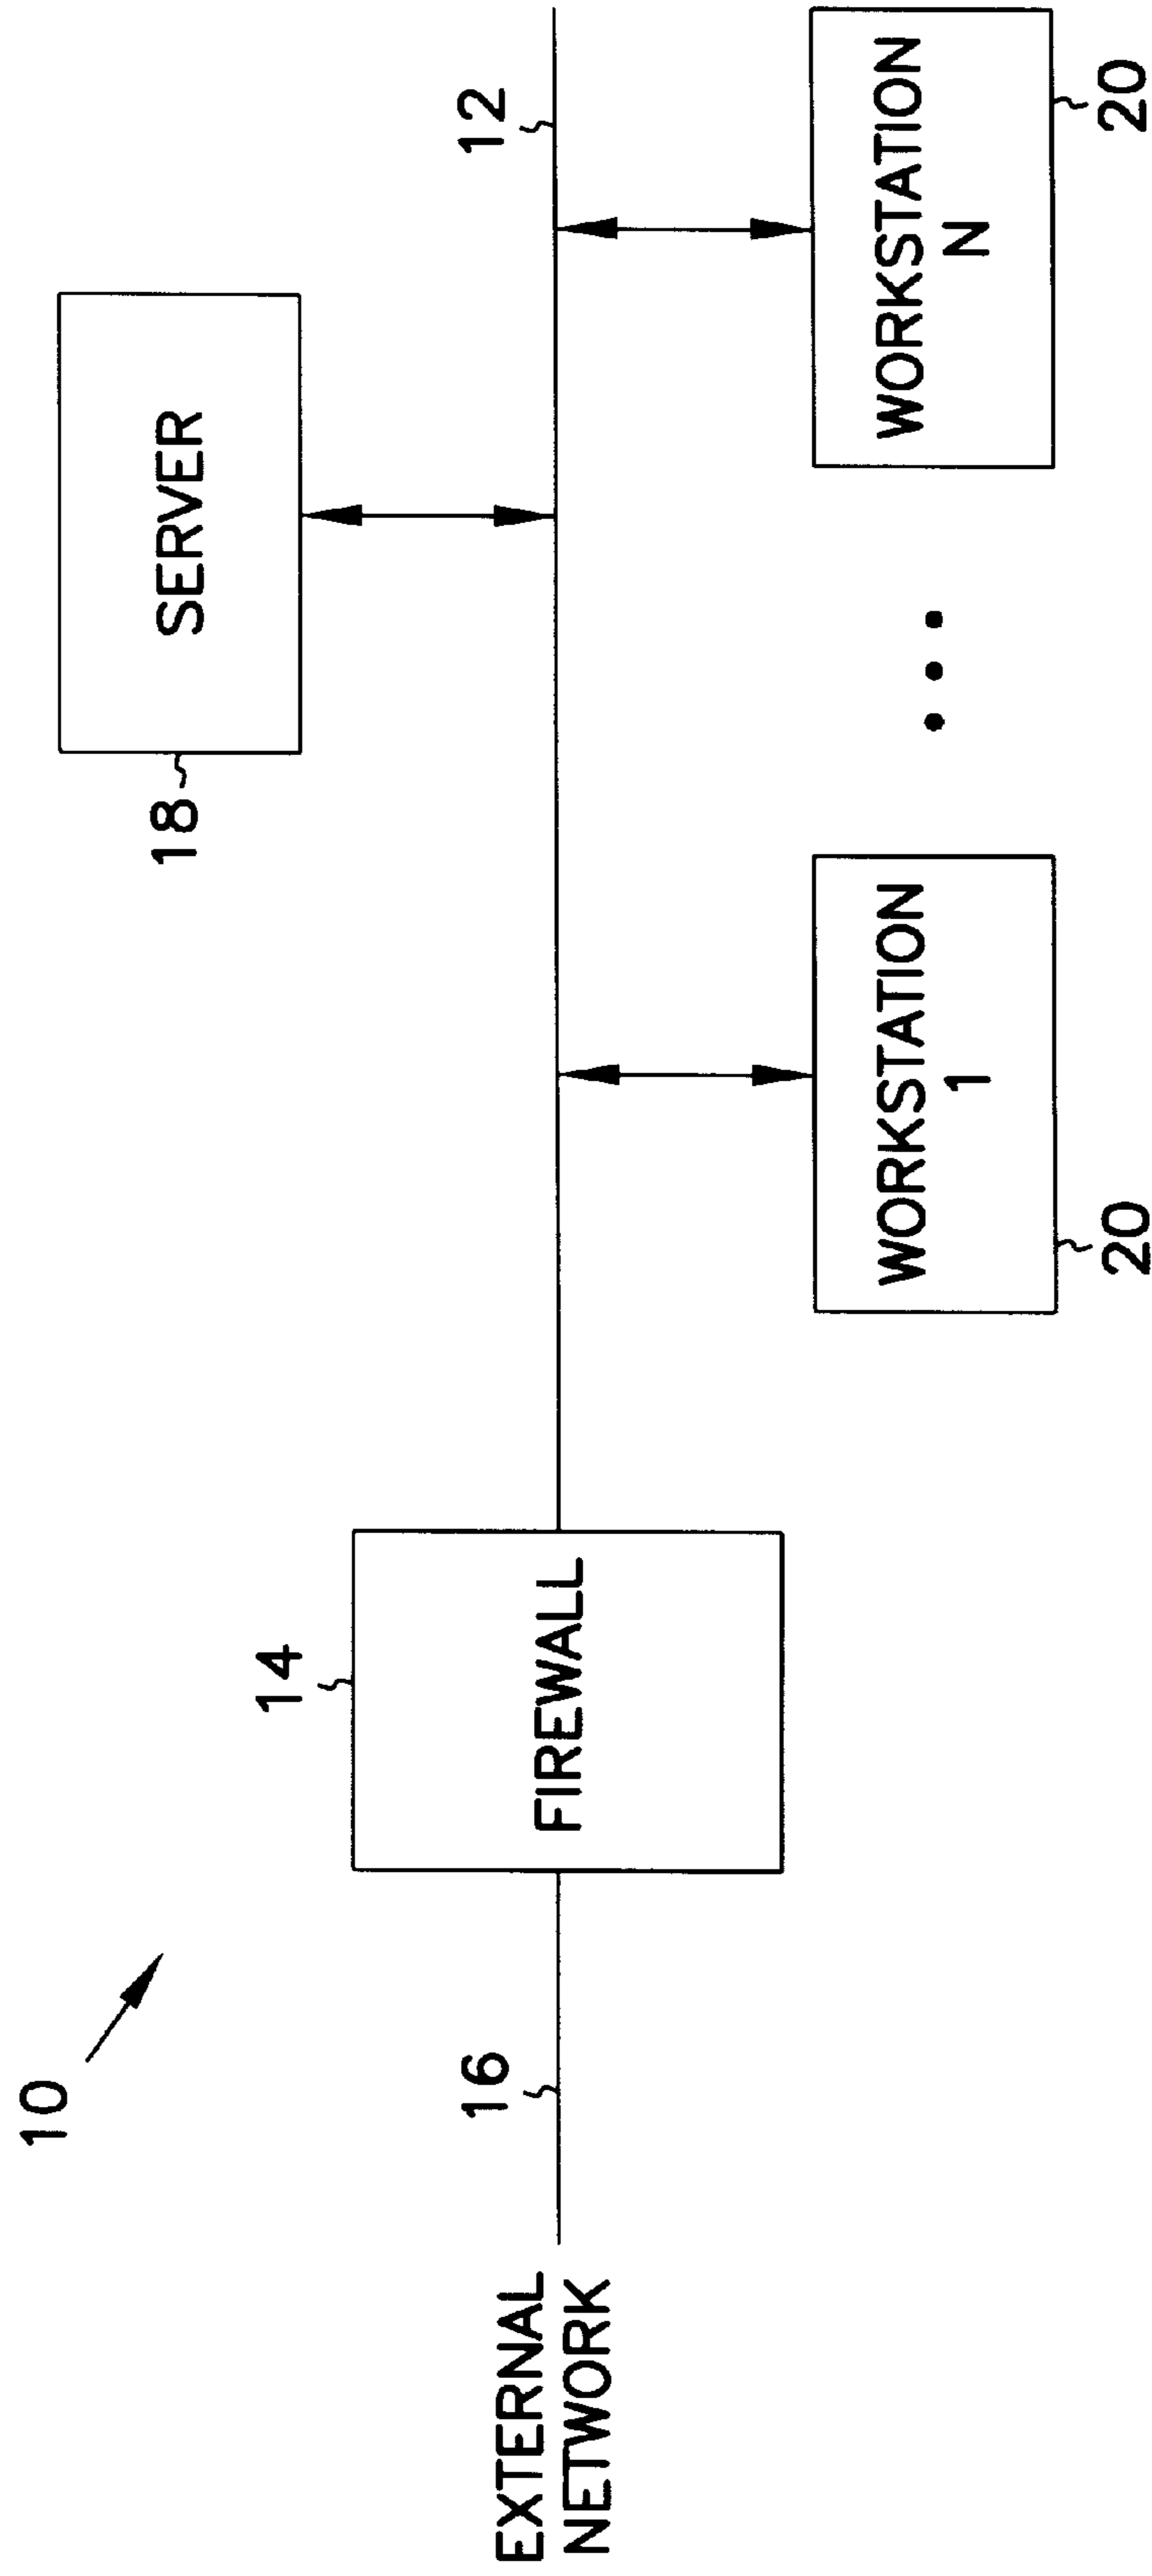 10
EXTERNAL
NETWORK
16
14
FIREWALL
18
SERVER
12
WORKSTATION
1
20
WORKSTATION
N
20